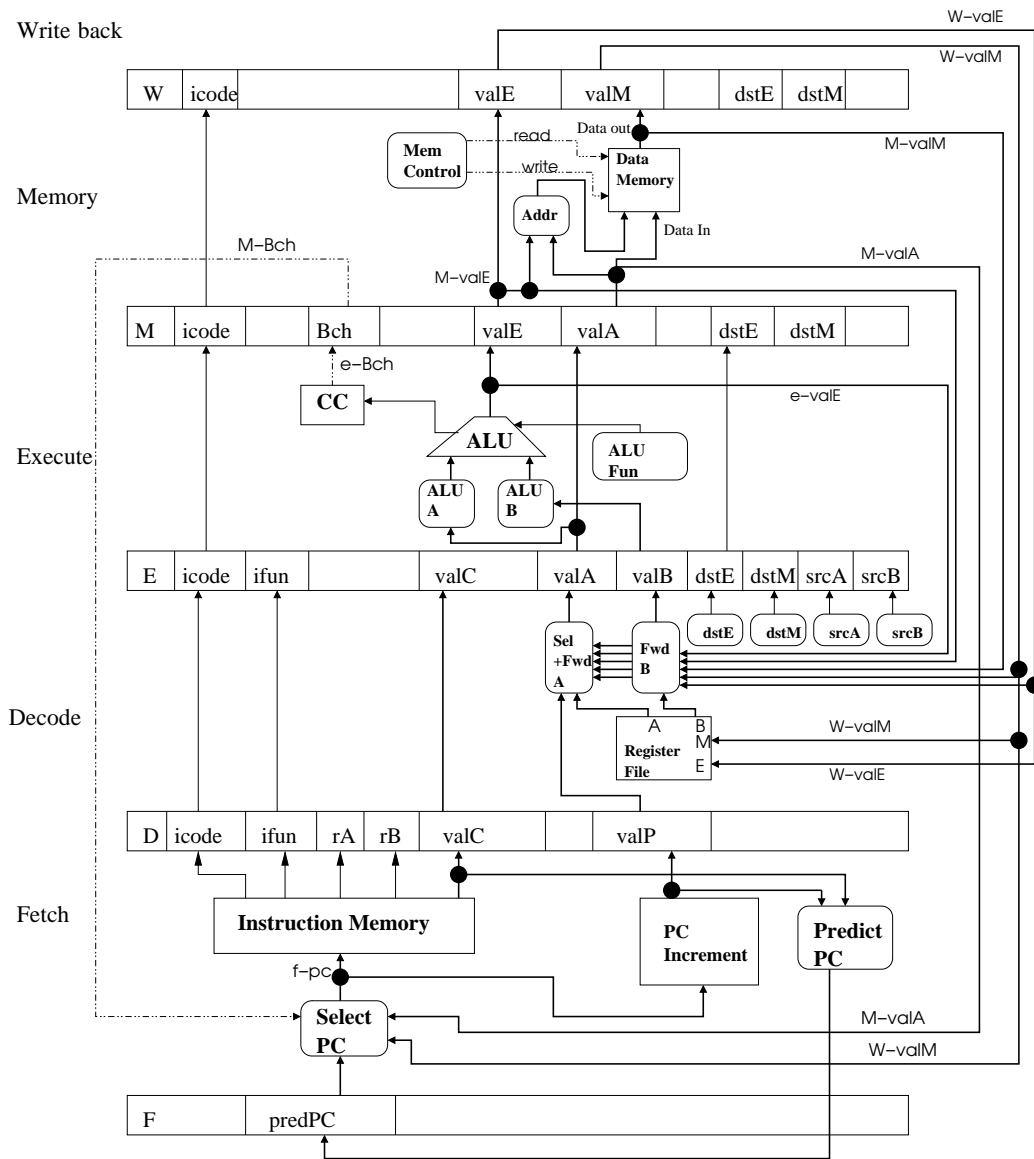 W–valE
Write back
W–valM
W icode valE valM dstE dstM
Data out
read
M–valM
Mem
Control
Data
Memory
write
Memory
Addr
Data In
M–Bch
M–valA
M–valE
M icode Bch valE valA dstE dstM
e–Bch
e–valE
CC
ALU
Execute
ALU
Fun
ALU
A
ALU
B
E icode ifun valC valA valB dstE dstM srcA srcB
dstE dstM srcA srcB
Sel
+Fwd
A
Fwd
B
Decode
A B
M
W–valM
Register
File
E
W–valE
D icode ifun rA rB valC valP
Fetch
Instruction Memory
PC
Increment
Predict
PC
f–pc
Select
PC
M–valA
W–valM
F predPC